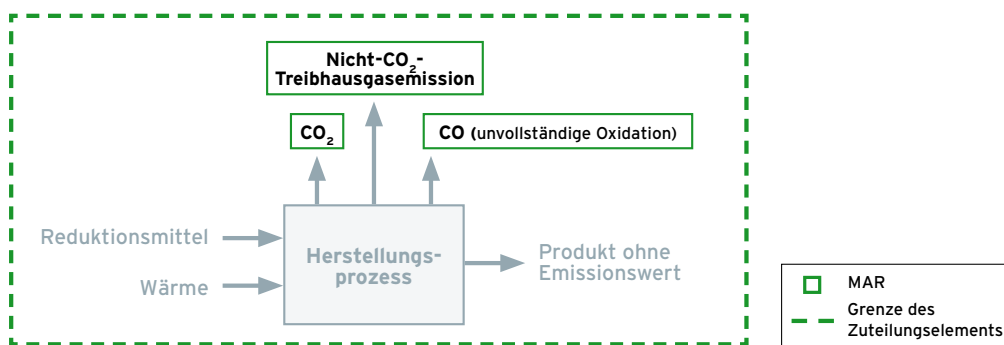 Nicht-CO₂-
Treibhausgasemission
CO₂
CO (unvollständige Oxidation)
Reduktionsmittel
Wärme
Herstellungs-
prozess
Produkt ohne
Emissionswert
MAR
Grenze des
Zuteilungselements